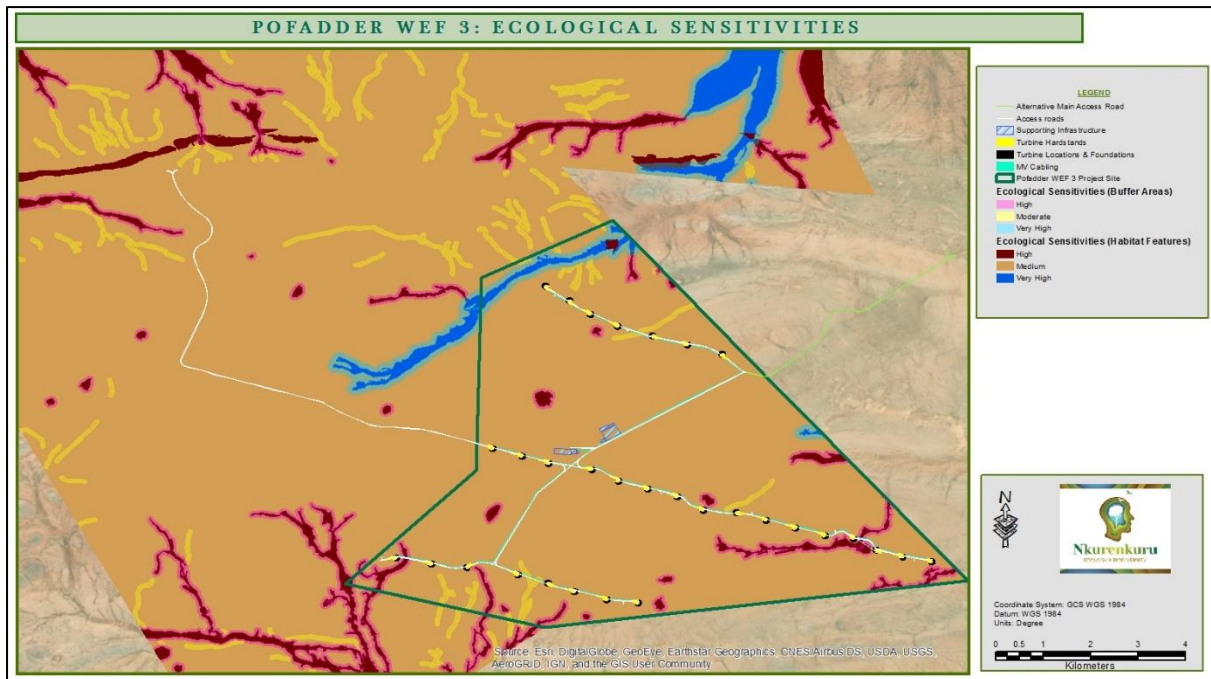 POFADDER WEF 3: ECOLOGICAL SENSITIVITIES
LEGEND
Alternative Main Access Road
Access roads
Supporting Infrastructure
Turbine Hardstands
Turbine Locations & Foundations
MV Cabling
Pofadder WEF 3 Project Site
Ecological Sensitivities (Buffer Areas)
High
Moderate
Very High
Ecological Sensitivities (Habitat Features)
High
Medium
Very High
N
Nkurenkuru
Coordinate System: GCS WGS 1984
Datum: WGS 1984
Units: Degree
0 0.5 1 2 3 4
Kilometers
Source: Esri, DigitalGlobe, GeoEye, Earthstar Geographics, CNES/Airbus DS, USDA, USGS,
AeroGRID, IGN, and the GIS User Community